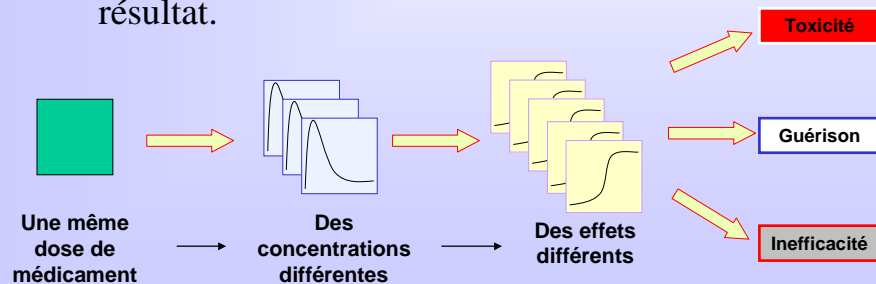 résultat.
Toxicité
Guérison
Inefficacité
Une même
dose de
médicament
Des
concentrations
différentes
Des effets
différents